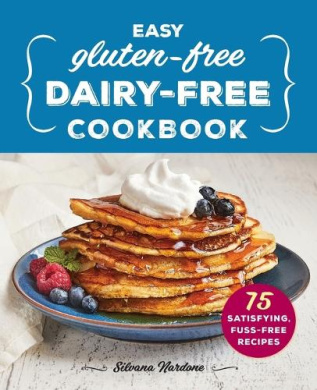 EASY
gluten-free
DAIRY-FREE
COOKBOOK
75
SATISFYING,
FUSS-FREE
RECIPES
Silvana Nardone